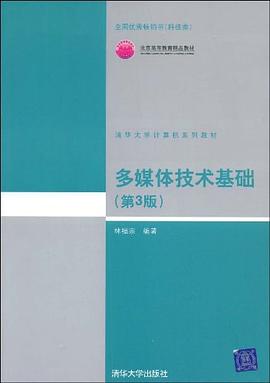 全国优秀畅销书(科技类)
北京高等教育精品教材
清华大学计算机系列教材
多媒体技术基础
(第3版)
林福宗 编著
清华大学出版社